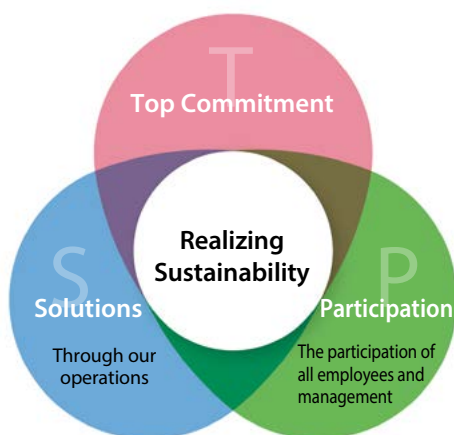 T
Top Commitment
Realizing
Sustainability
S
Solutions
Through our
operations
P
Participation
The participation of
all employees and
management